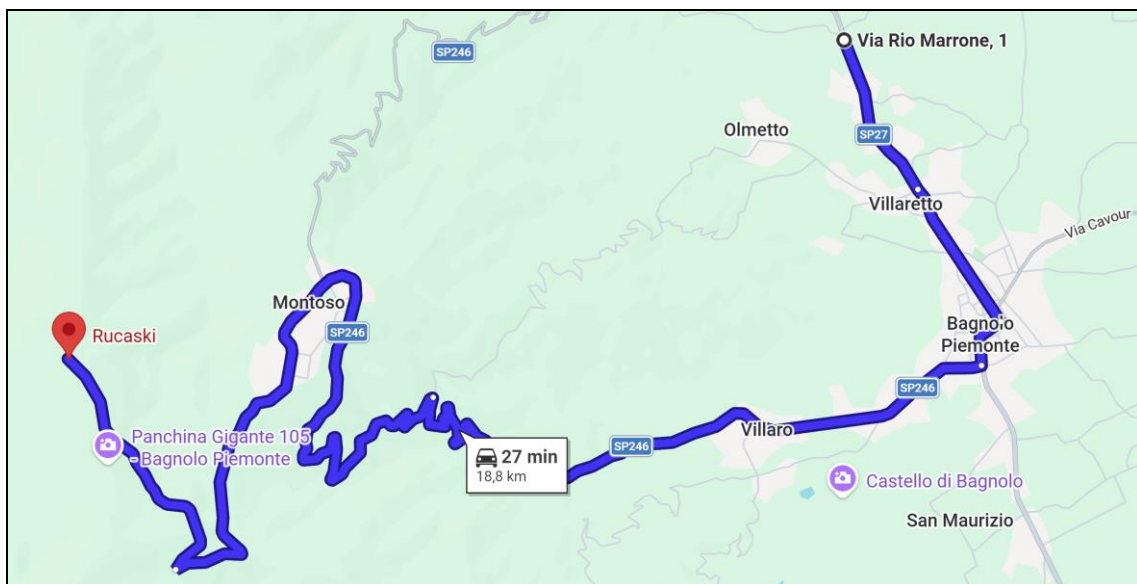 SP246
Via Rio Marrone, 1
Olmetto
SP27
Villaretto
Via Cavour
Montoso
SP246
Rucaski
Bagnolo
Piemonte
SP246
Panchina Gigante 105
- Bagnolo Piemonte
Villaro
SP246
27 min
18,8 km
Castello di Bagnolo
San Maurizio